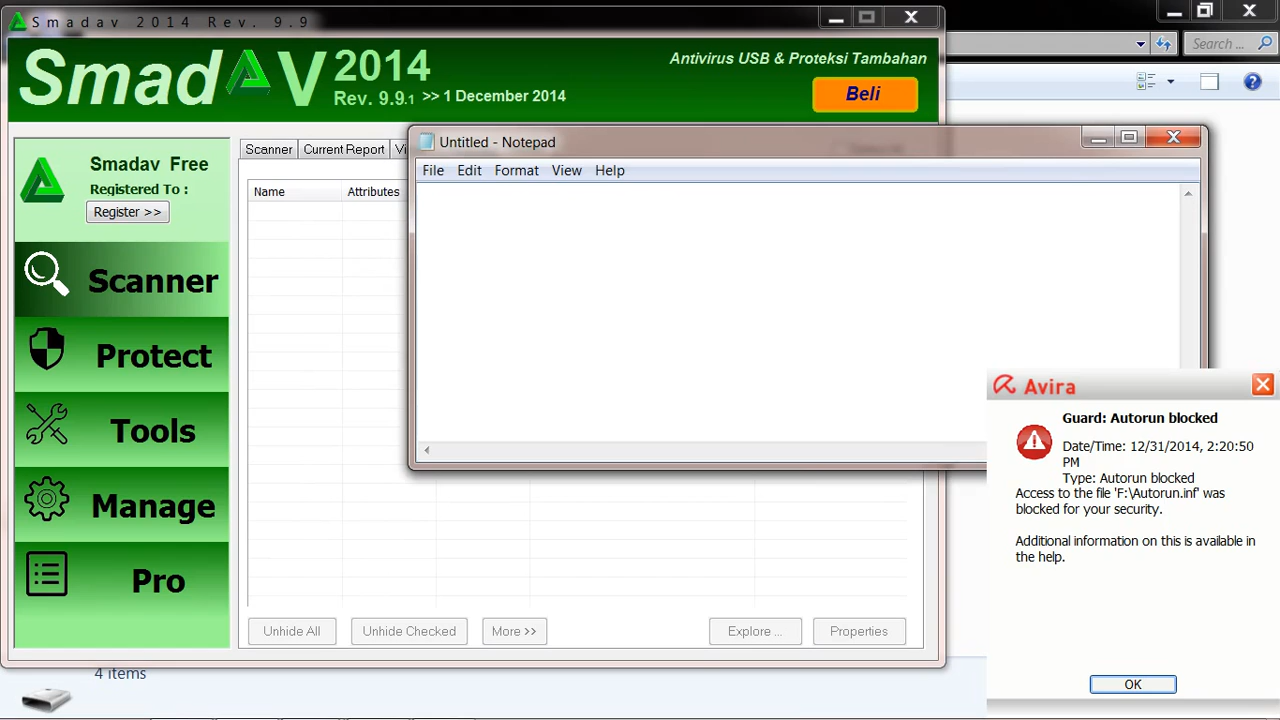 Smadav 2014 Rev. 9.9
Search ...
SmadAV 2014
Rev. 9.9.1 >> 1 December 2014
Antivirus USB & Proteksi Tambahan
Beli
Smadav Free
Registered To :
Register >>
Scanner
Protect
Tools
Manage
Pro
Scanner Current Report Vi
Name Attributes
Untitled - Notepad
File Edit Format View Help
Unhide All Unhide Checked More >> Explore ... Properties
4 items
Avira
Guard: Autorun blocked
Date/Time: 12/31/2014, 2:20:50
PM
Type: Autorun blocked
Access to the file 'F:\Autorun.inf' was
blocked for your security.
Additional information on this is available in
the help.
OK